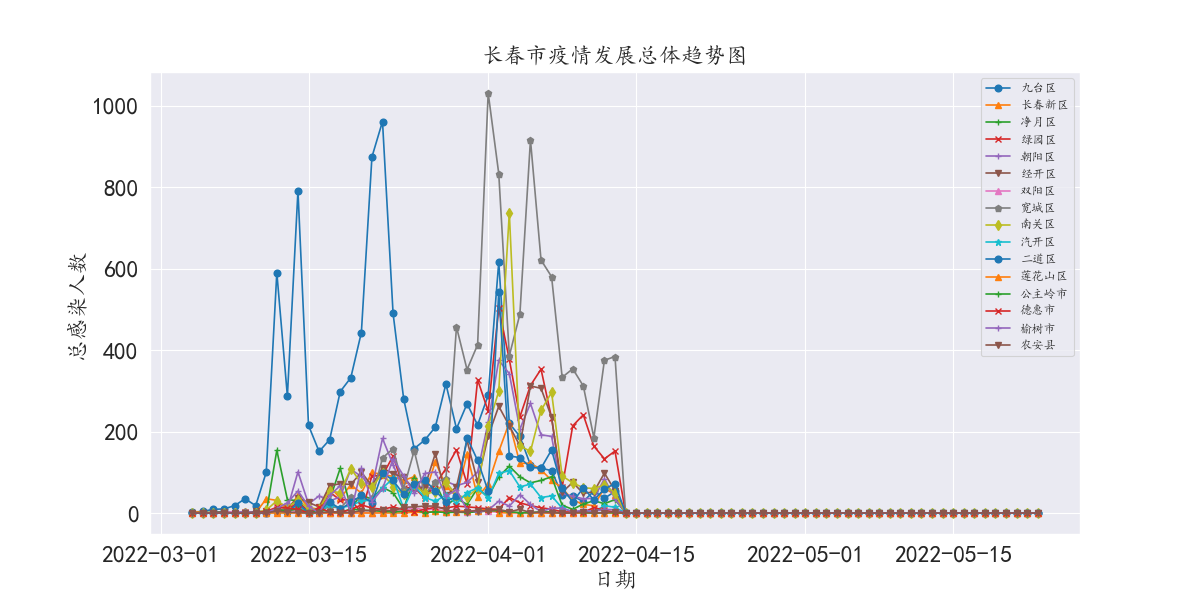 长春市疫情发展总体趋势图
总感染人数
1000
800
600
400
200
0
2022-03-01 2022-03-15 2022-04-01 2022-04-15 2022-05-01 2022-05-15
日期
九台区
长春新区
净月区
绿园区
朝阳区
经开区
双阳区
宽城区
南关区
汽开区
二道区
莲花山区
公主岭市
德惠市
榆树市
农安县